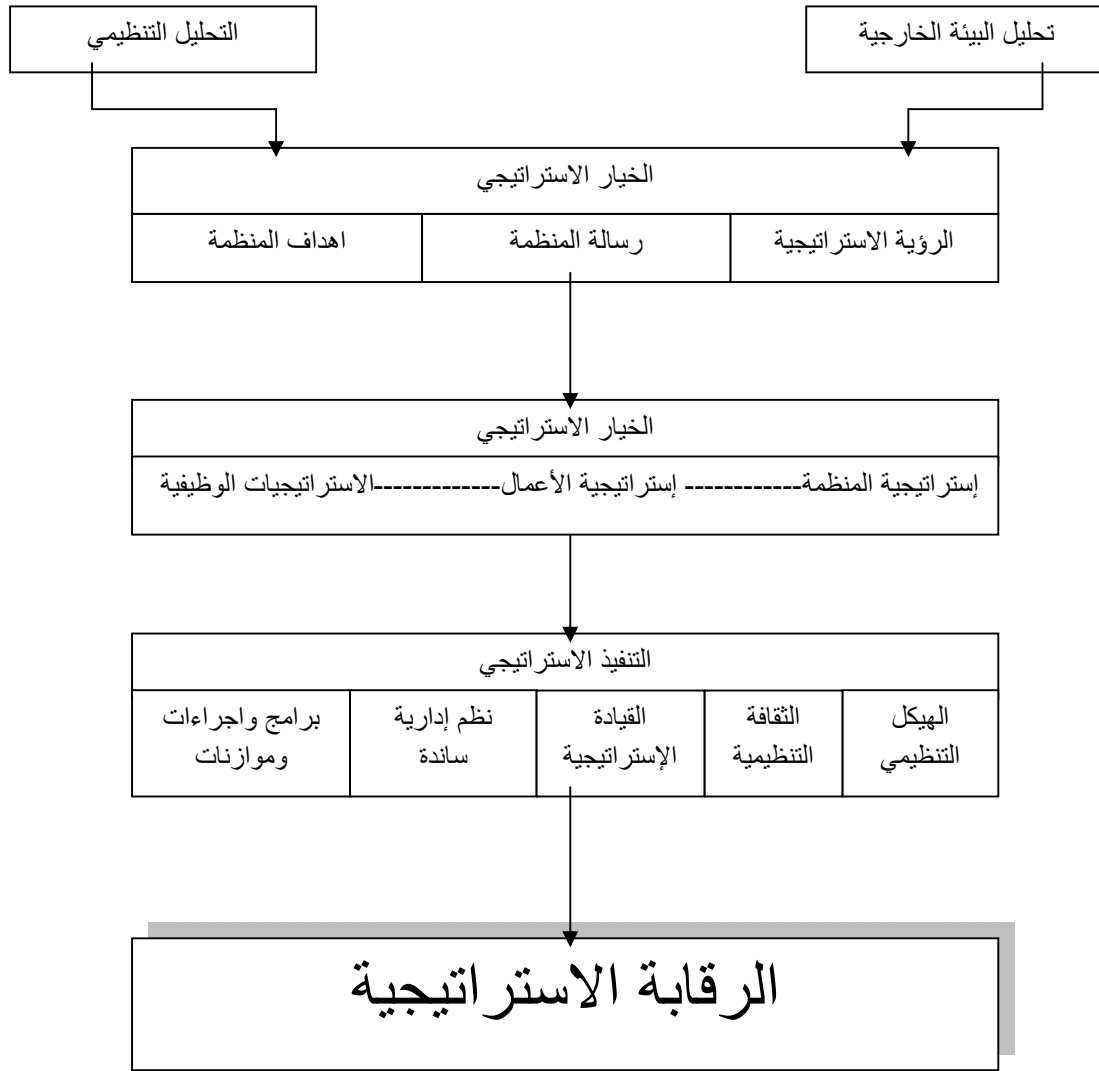 تحليل البيئة الخارجية
التحليل التنظيمي
الخيار الاستراتيجي
الرؤية الاستراتيجية
رسالة المنظمة
اهداف المنظمة
الخيار الاستراتيجي
إستراتيجية المنظمة------------ إستراتيجية الأعمال-------------الاستراتيجيات الوظيفية
التنفيذ الاستراتيجي
الهيكل
التنظيمي
الثقافة
التنظيمية
القيادة
الإستراتيجية
نظم إدارية
ساندة
برامج واجراءات
وموازنات
الرقابة الاستراتيجية